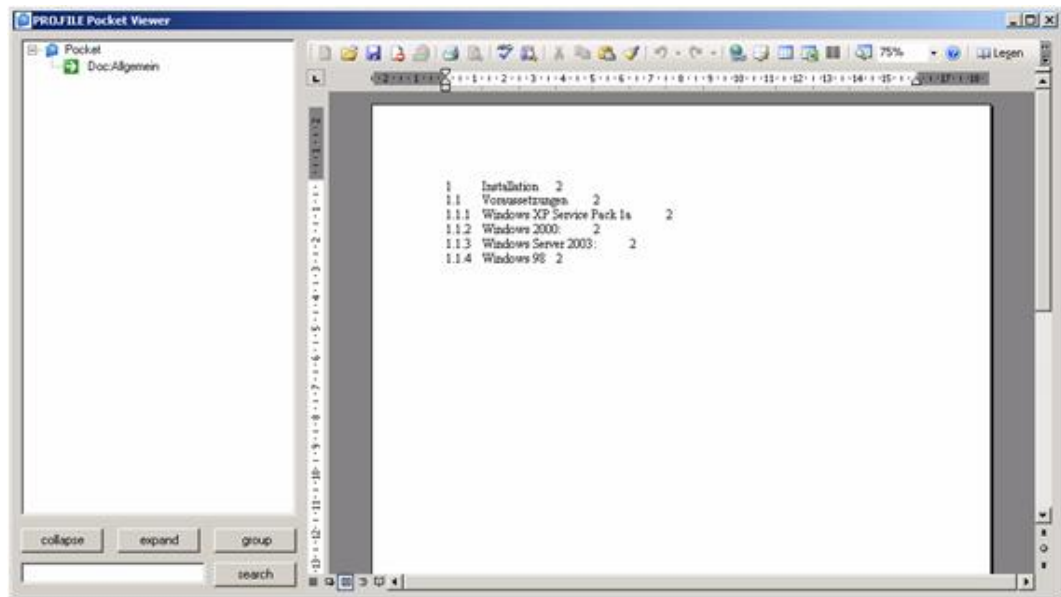 PRO.FILE Pocket Viewer
Pocket
Doc:Allgemein
75%
Lesen
1 Installation 2
1.1 Voraussetzungen 2
1.1.1 Windows XP Service Pack 1a 2
1.1.2 Windows 2000: 2
1.1.3 Windows Server 2003: 2
1.1.4 Windows 98 2
collapse
expand
group
search